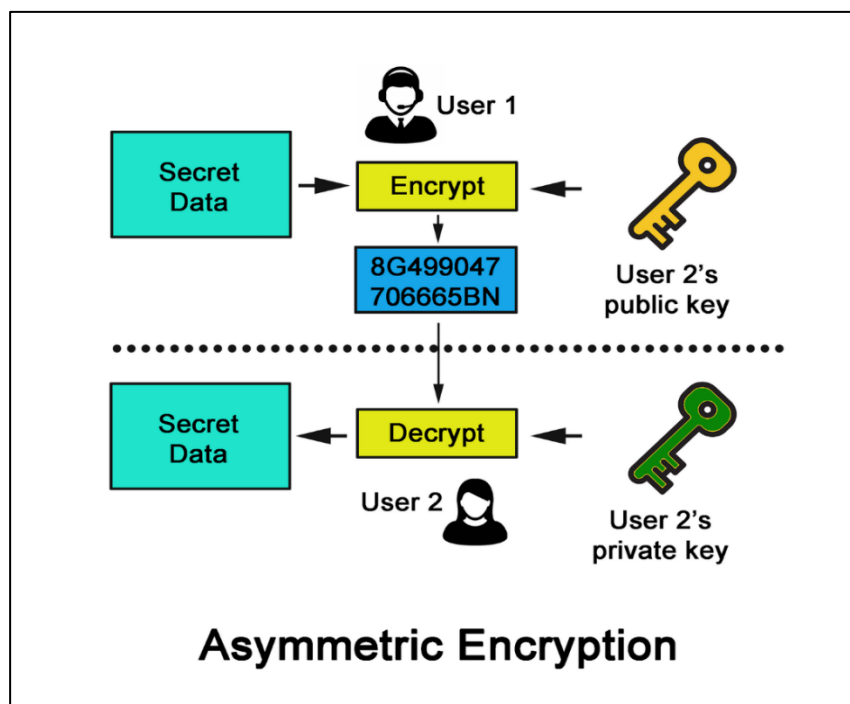 User 1
Secret
Data
Encrypt
8G499047
706665BN
User 2's
public key
Secret
Data
Decrypt
User 2
User 2's
private key
Asymmetric Encryption